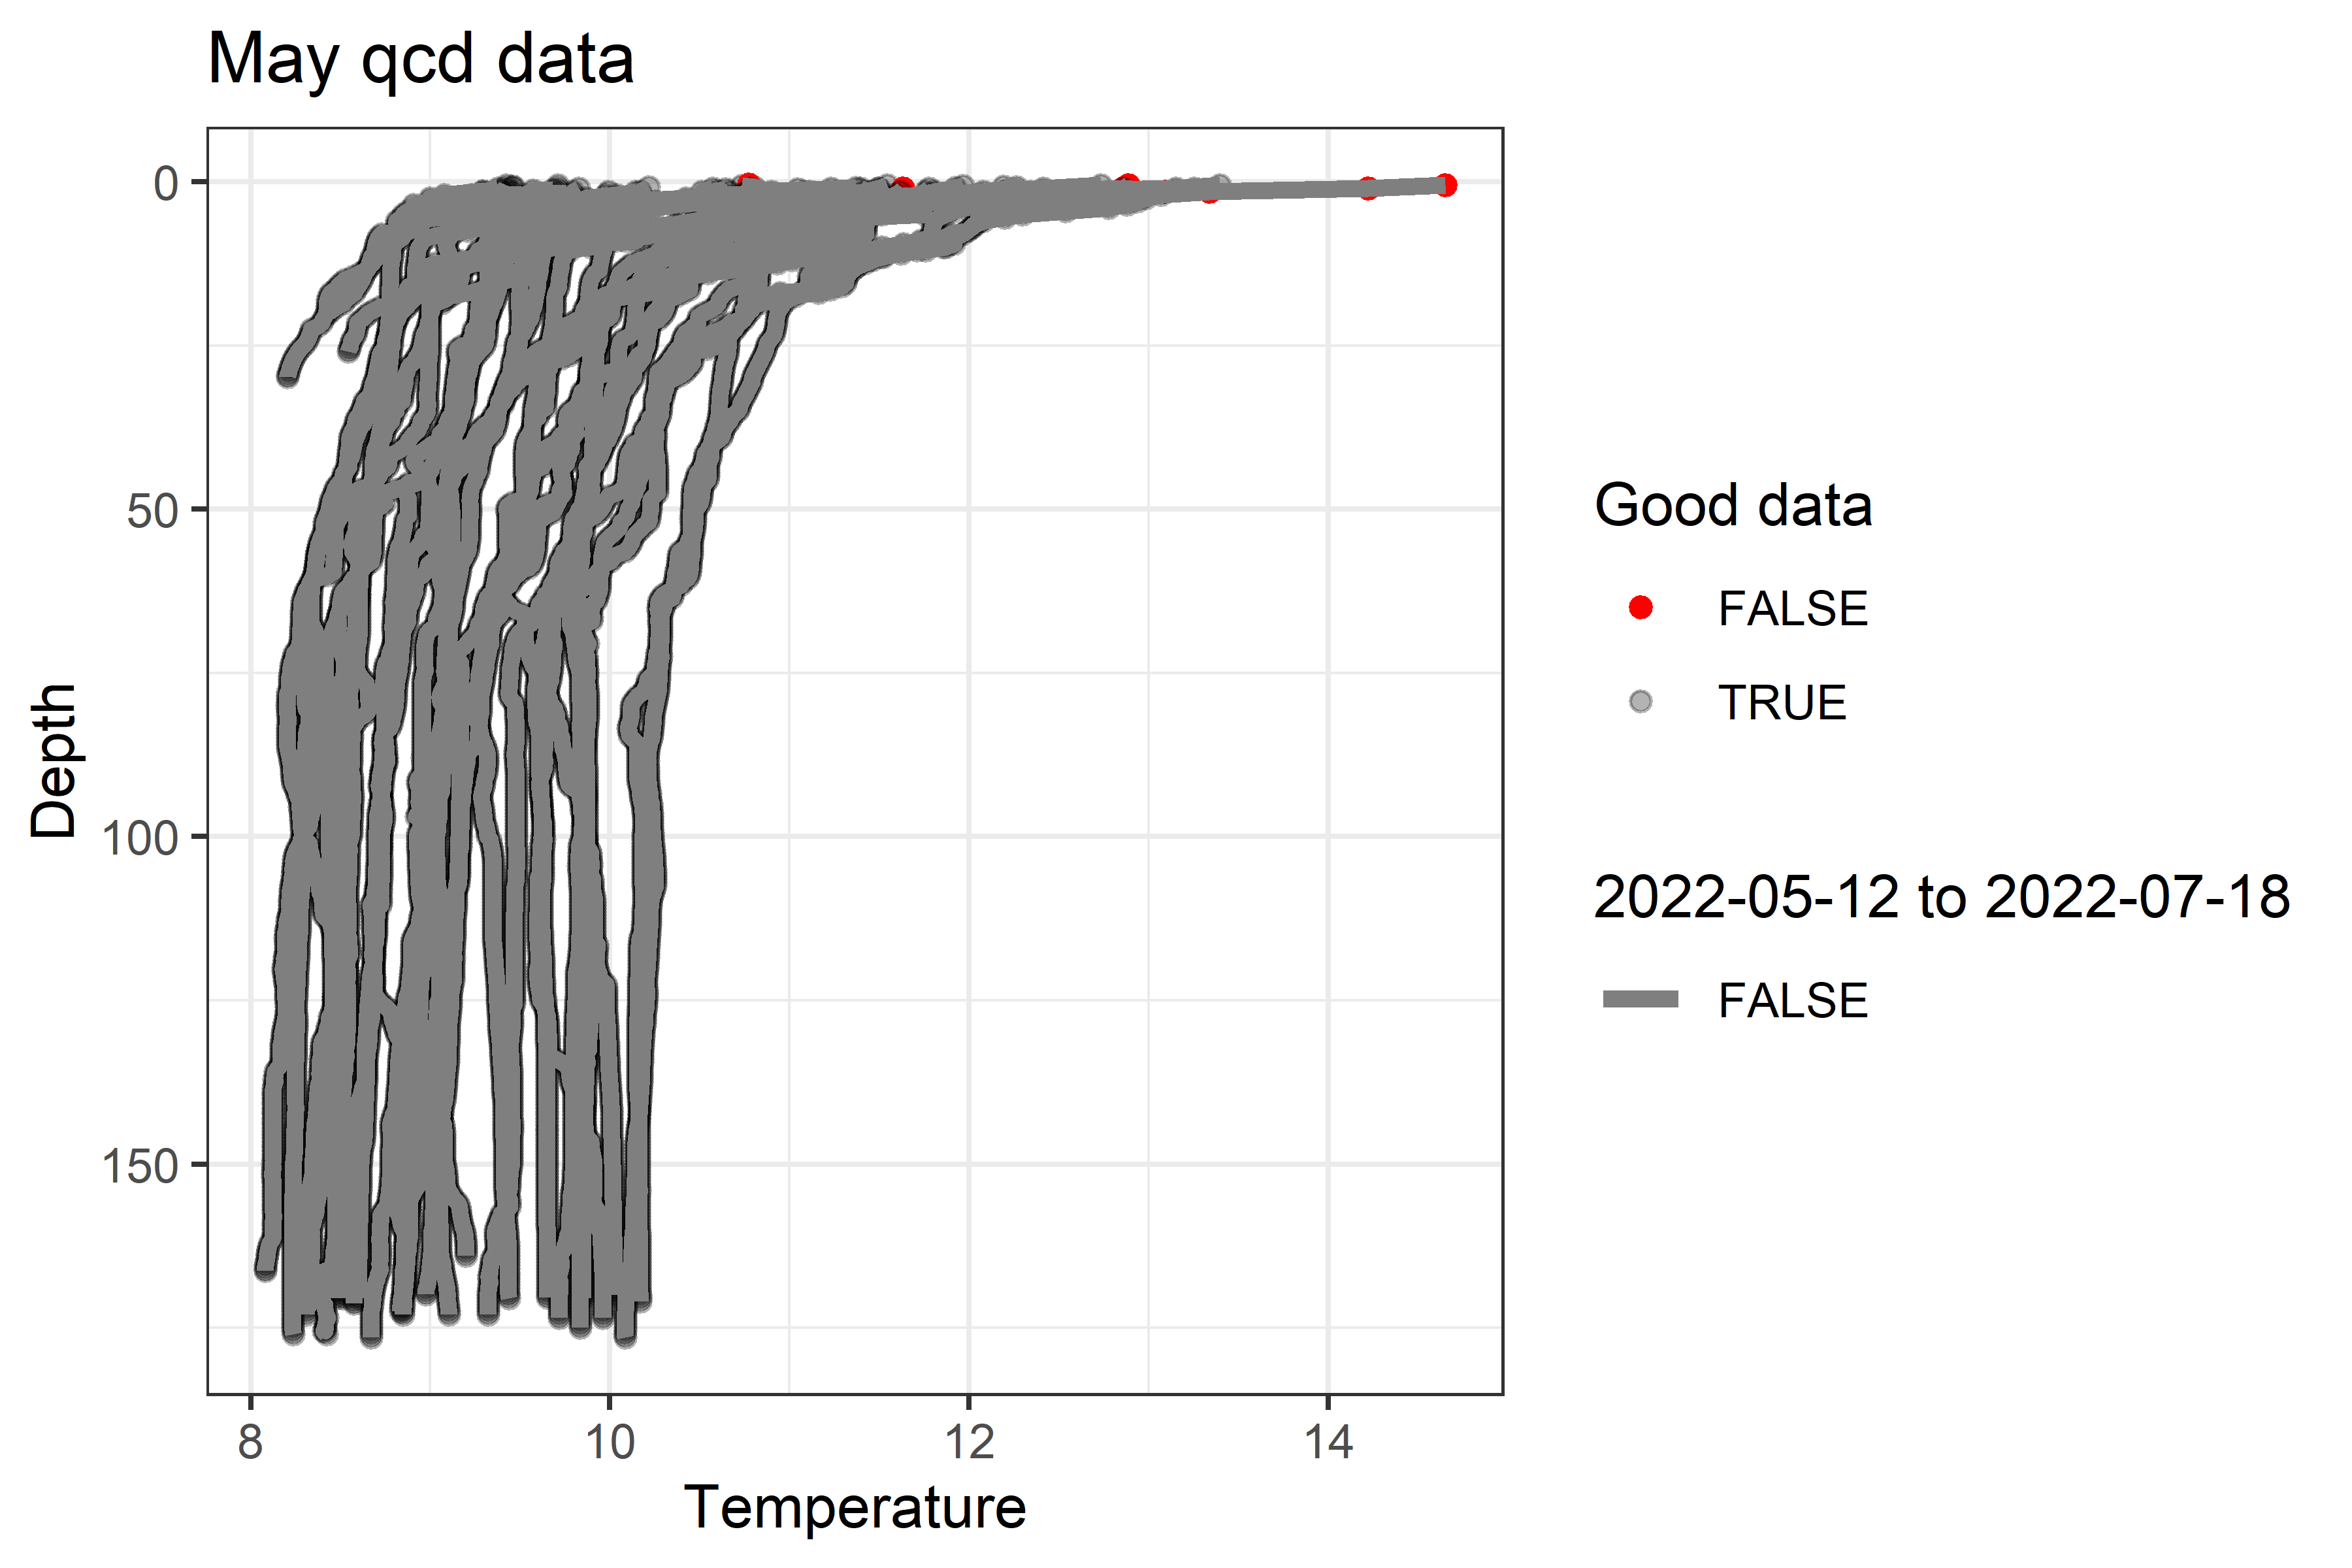 May qcd data
0
50
100
150
Depth
8 10 12 14
Temperature
Good data
FALSE
TRUE
2022-05-12 to 2022-07-18
FALSE